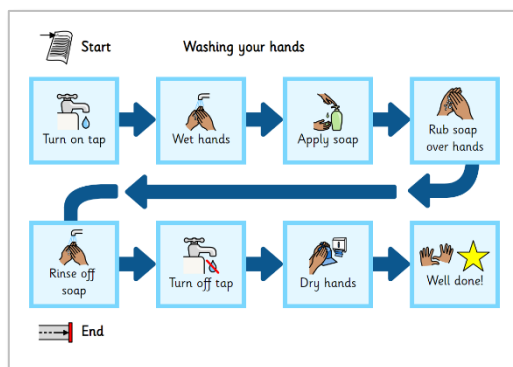 Start
Washing your hands
Turn on tap
Wet hands
Apply soap
Rub soap
over hands
Rinse off
soap
Turn off tap
Dry hands
Well done!
End